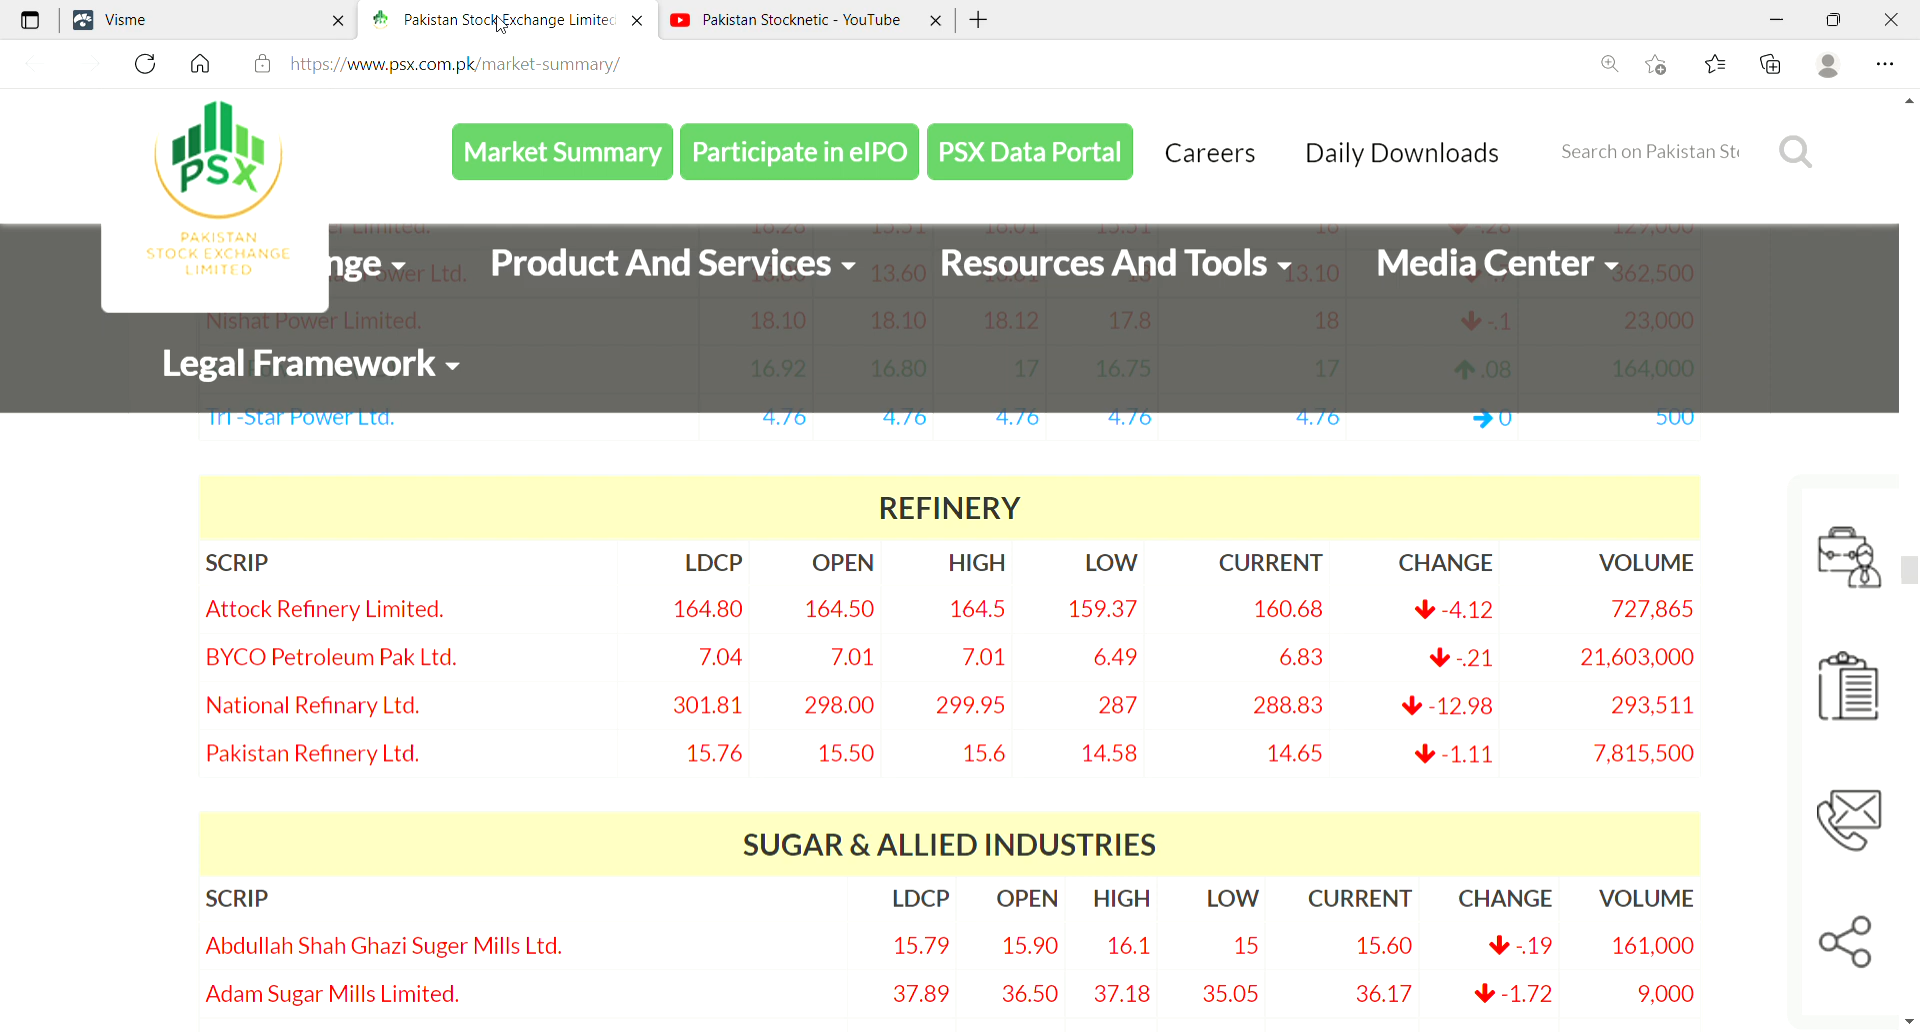 Visme
Pakistan Stock Exchange Limited
Pakistan Stocknetic - YouTube
https://www.psx.com.pk/market-summary/
PSX
PAKISTAN
STOCK EXCHANGE
LIMITED
Market Summary
Participate in eIPO
PSX Data Portal
Careers
Daily Downloads
Search on Pakistan Sto
nge
Product And Services
Resources And Tools
Media Center
Legal Framework
13.60 13.10 362,500
Nishat Power Limited. 18.10 18.10 18.12 17.8 18 -.1 23,000
16.92 16.80 17 16.75 17 .08 164,000
Tri -Star Power Ltd. 4.76 4.76 4.76 4.76 4.76 0 500
REFINERY
SCRIP LDCP OPEN HIGH LOW CURRENT CHANGE VOLUME
Attock Refinery Limited. 164.80 164.50 164.5 159.37 160.68 -4.12 727,865
BYCO Petroleum Pak Ltd. 7.04 7.01 7.01 6.49 6.83 -.21 21,603,000
National Refinary Ltd. 301.81 298.00 299.95 287 288.83 -12.98 293,511
Pakistan Refinery Ltd. 15.76 15.50 15.6 14.58 14.65 -1.11 7,815,500
SUGAR & ALLIED INDUSTRIES
SCRIP LDCP OPEN HIGH LOW CURRENT CHANGE VOLUME
Abdullah Shah Ghazi Suger Mills Ltd. 15.79 15.90 16.1 15 15.60 -.19 161,000
Adam Sugar Mills Limited. 37.89 36.50 37.18 35.05 36.17 -1.72 9,000